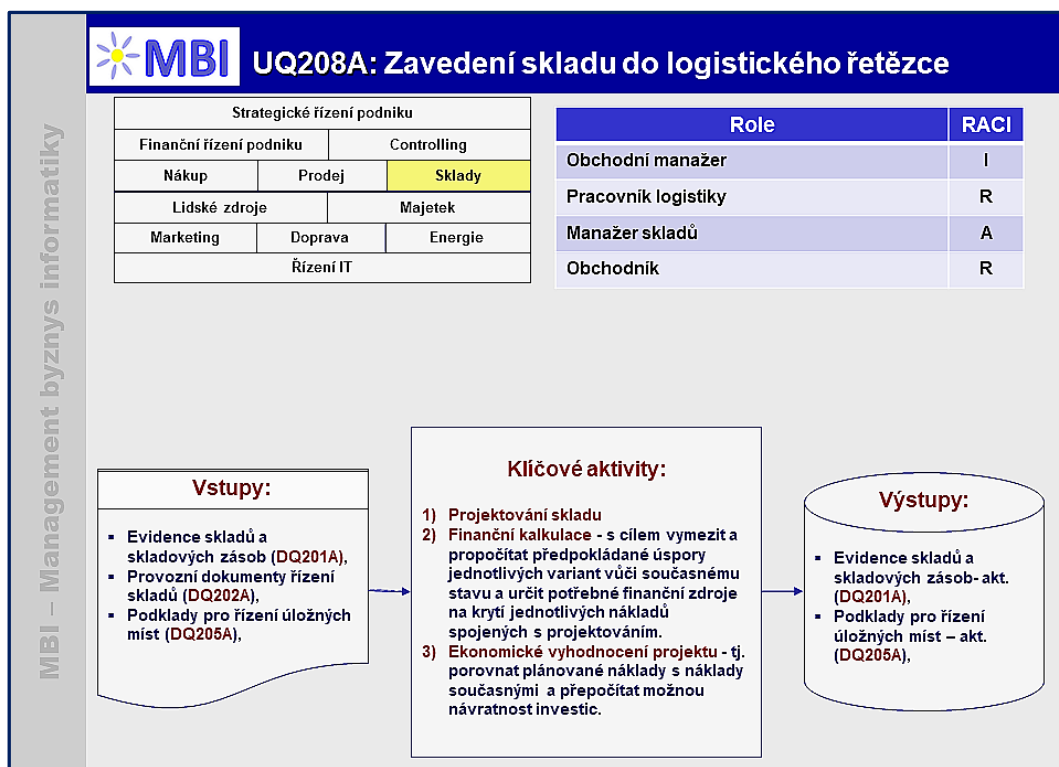 MBI
UQ208A: Zavedení skladu do logistického řetězce
MBI – Management byznys informatiky
Strategické řízení podniku
Finanční řízení podniku
Controlling
Nákup
Prodej
Sklady
Lidské zdroje
Majetek
Marketing
Doprava
Energie
Řízení IT
Role RACI
Obchodní manažer I
Pracovník logistiky R
Manažer skladů A
Obchodník R
Vstupy:
▪ Evidence skladů a
skladových zásob (DQ201A),
▪ Provozní dokumenty řízení
skladů (DQ202A),
▪ Podklady pro řízení úložných
míst (DQ205A),
Klíčové aktivity:
1) Projektování skladu
2) Finanční kalkulace - s cílem vymezit a
propočítat předpokládané úspory
jednotlivých variant vůči současnému
stavu a určit potřebné finanční zdroje
na krytí jednotlivých nákladů
spojených s projektováním.
3) Ekonomické vyhodnocení projektu - tj.
porovnat plánované náklady s náklady
současnými a přepočítat možnou
návratnost investic.
Výstupy:
▪ Evidence skladů a
skladových zásob- akt.
(DQ201A),
▪ Podklady pro řízení
úložných míst – akt.
(DQ205A),